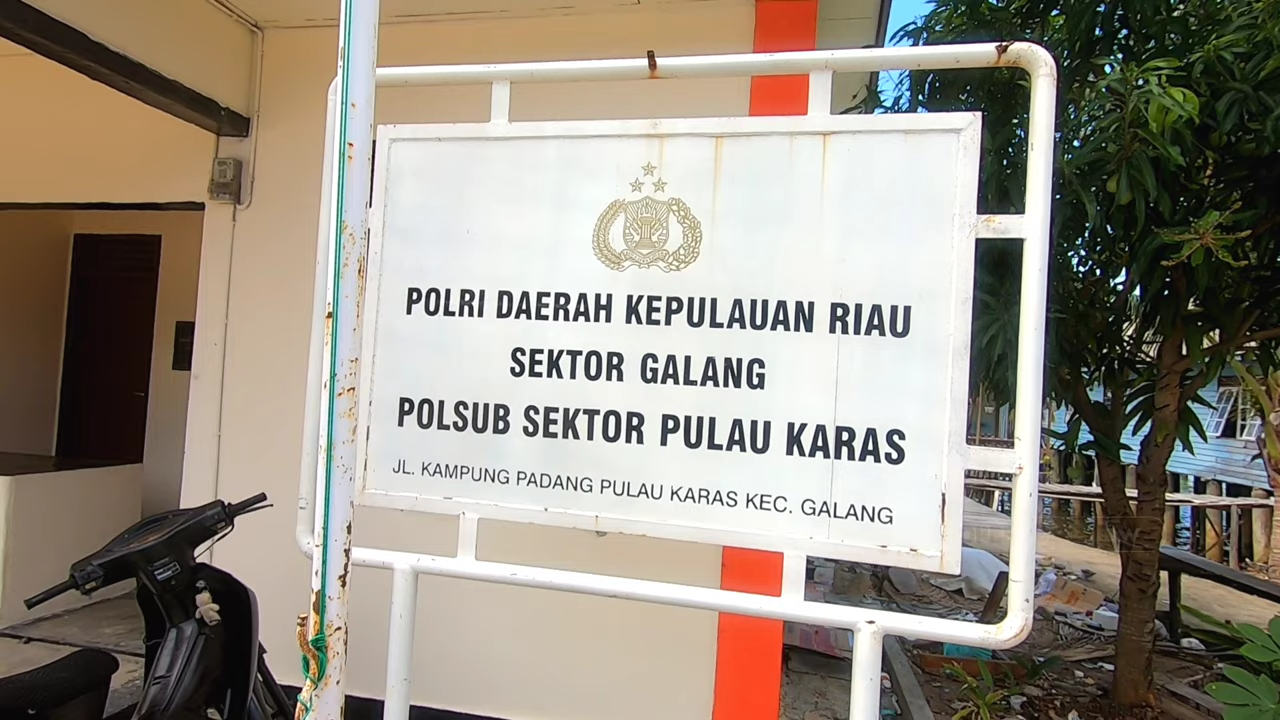 POLRI DAERAH KEPULAUAN RIAU
SEKTOR GALANG
POLSUB SEKTOR PULAU KARAS
JL. KAMPUNG PADANG PULAU KARAS KEC. GALANG